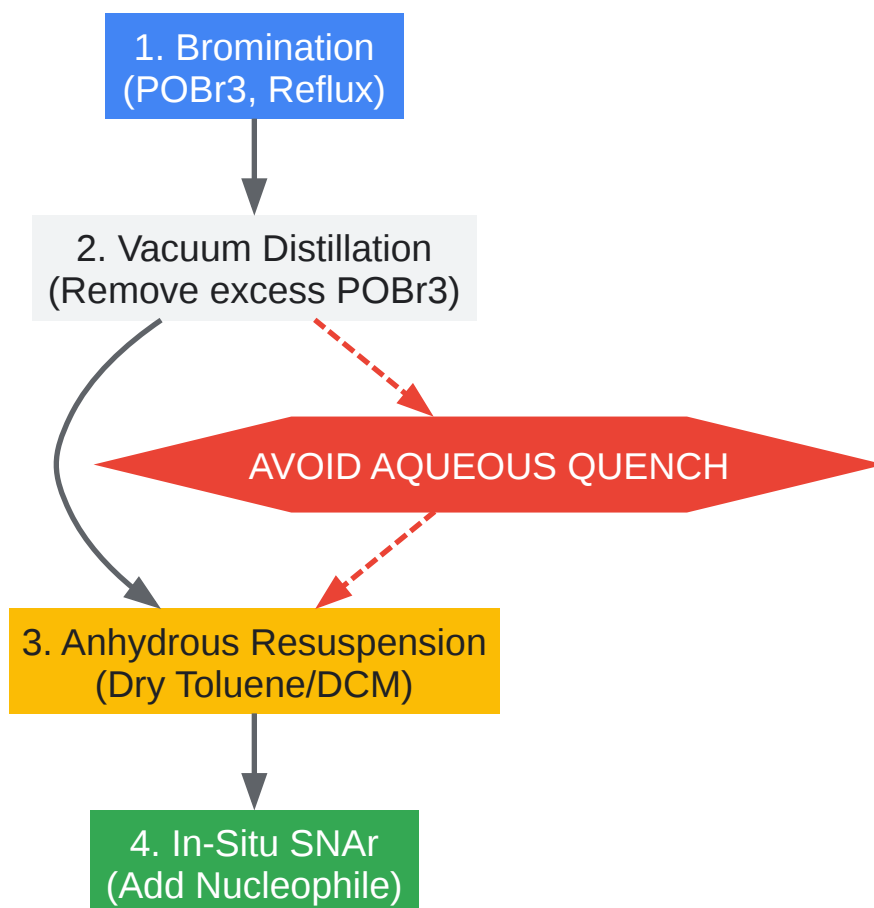 1. Bromination
(POBr3, Reflux)
2. Vacuum Distillation
(Remove excess POBr3)
AVOID AQUEOUS QUENCH
3. Anhydrous Resuspension
(Dry Toluene/DCM)
4. In-Situ SNAr
(Add Nucleophile)